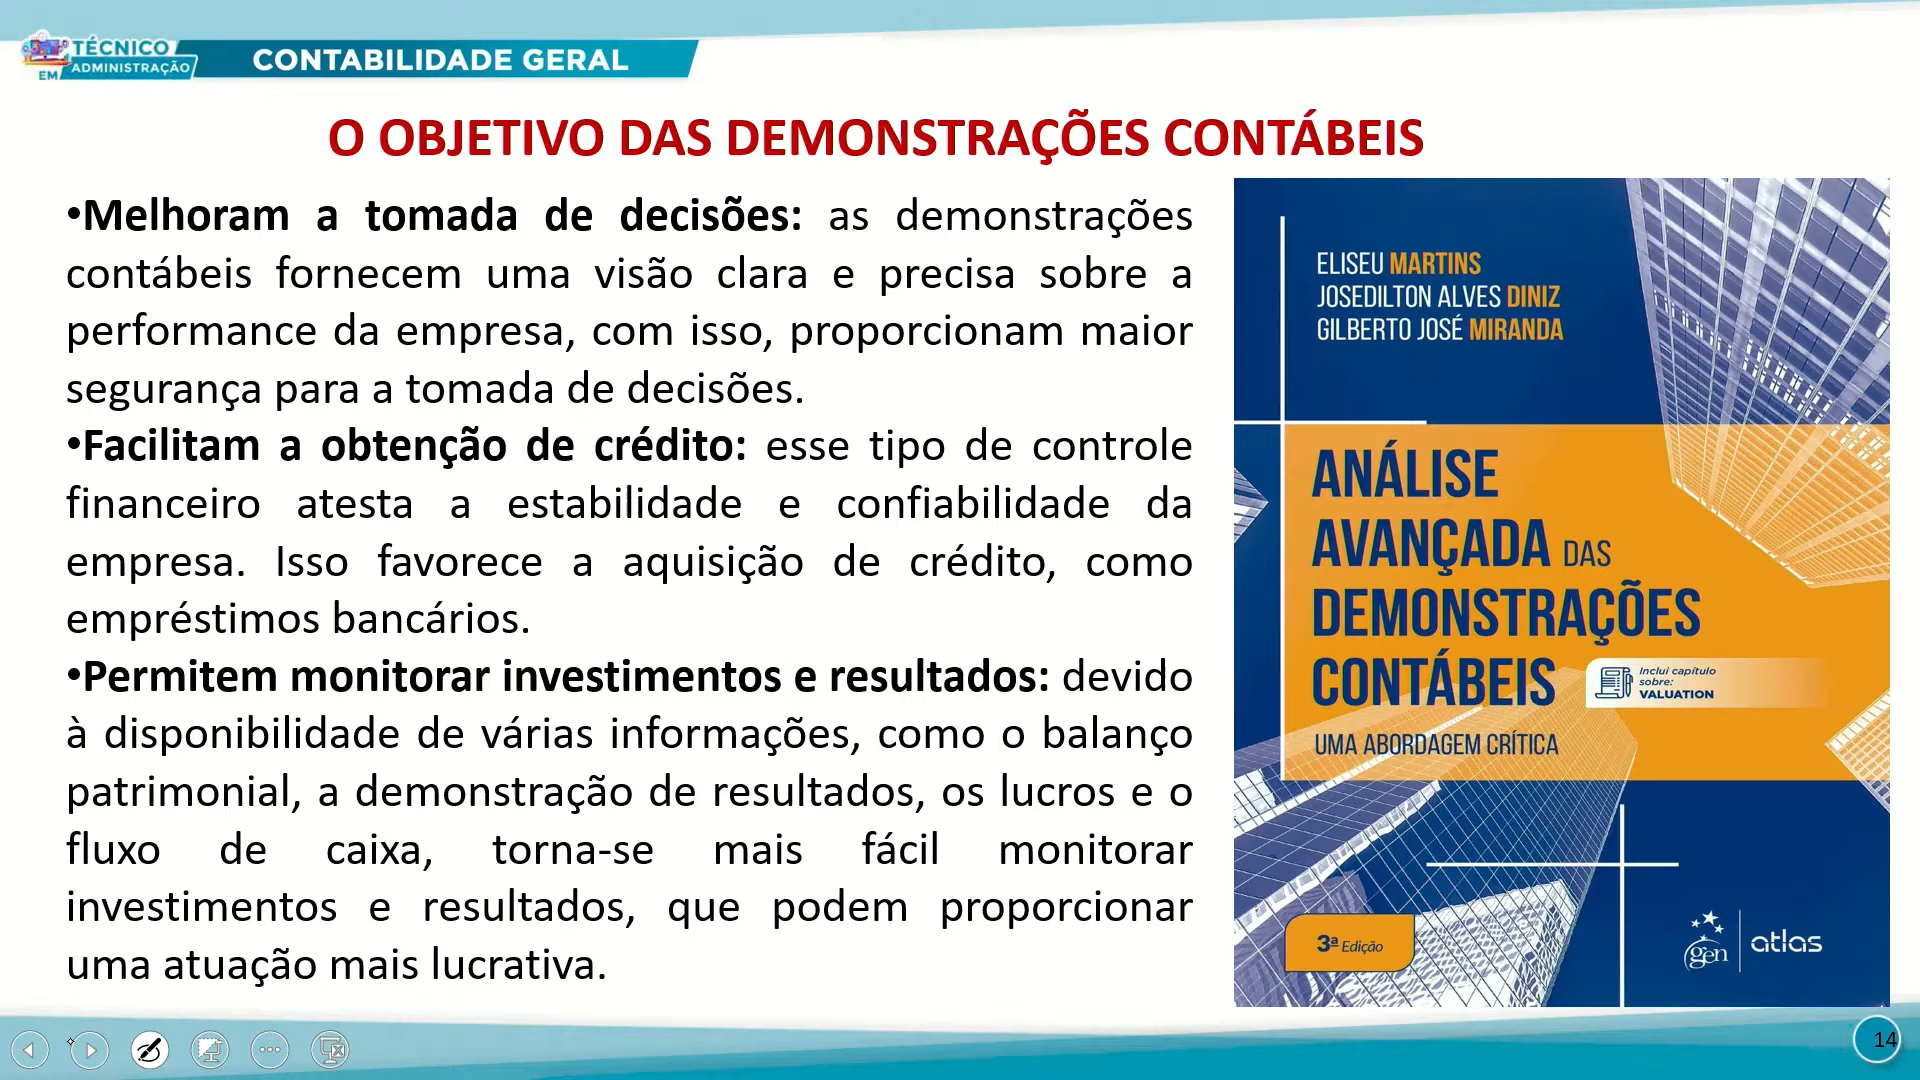 TÉCNICO
EM ADMINISTRAÇÃO
CONTABILIDADE GERAL
O OBJETIVO DAS DEMONSTRAÇÕES CONTÁBEIS
•Melhoram a tomada de decisões: as demonstrações
contábeis fornecem uma visão clara e precisa sobre a
performance da empresa, com isso, proporcionam maior
segurança para a tomada de decisões.
•Facilitam a obtenção de crédito: esse tipo de controle
financeiro atesta a estabilidade e confiabilidade da
empresa. Isso favorece a aquisição de crédito, como
empréstimos bancários.
•Permitem monitorar investimentos e resultados: devido
à disponibilidade de várias informações, como o balanço
patrimonial, a demonstração de resultados, os lucros e o
fluxo de caixa, torna-se mais fácil monitorar
investimentos e resultados, que podem proporcionar
uma atuação mais lucrativa.
ELISEU MARTINS
JOSEDILTON ALVES DINIZ
GILBERTO JOSÉ MIRANDA
ANÁLISE
AVANÇADA DAS
DEMONSTRAÇÕES
CONTÁBEIS
Inclui capítulo
sobre:
VALUATION
UMA ABORDAGEM CRÍTICA
3ª Edição
gen
atlas
14